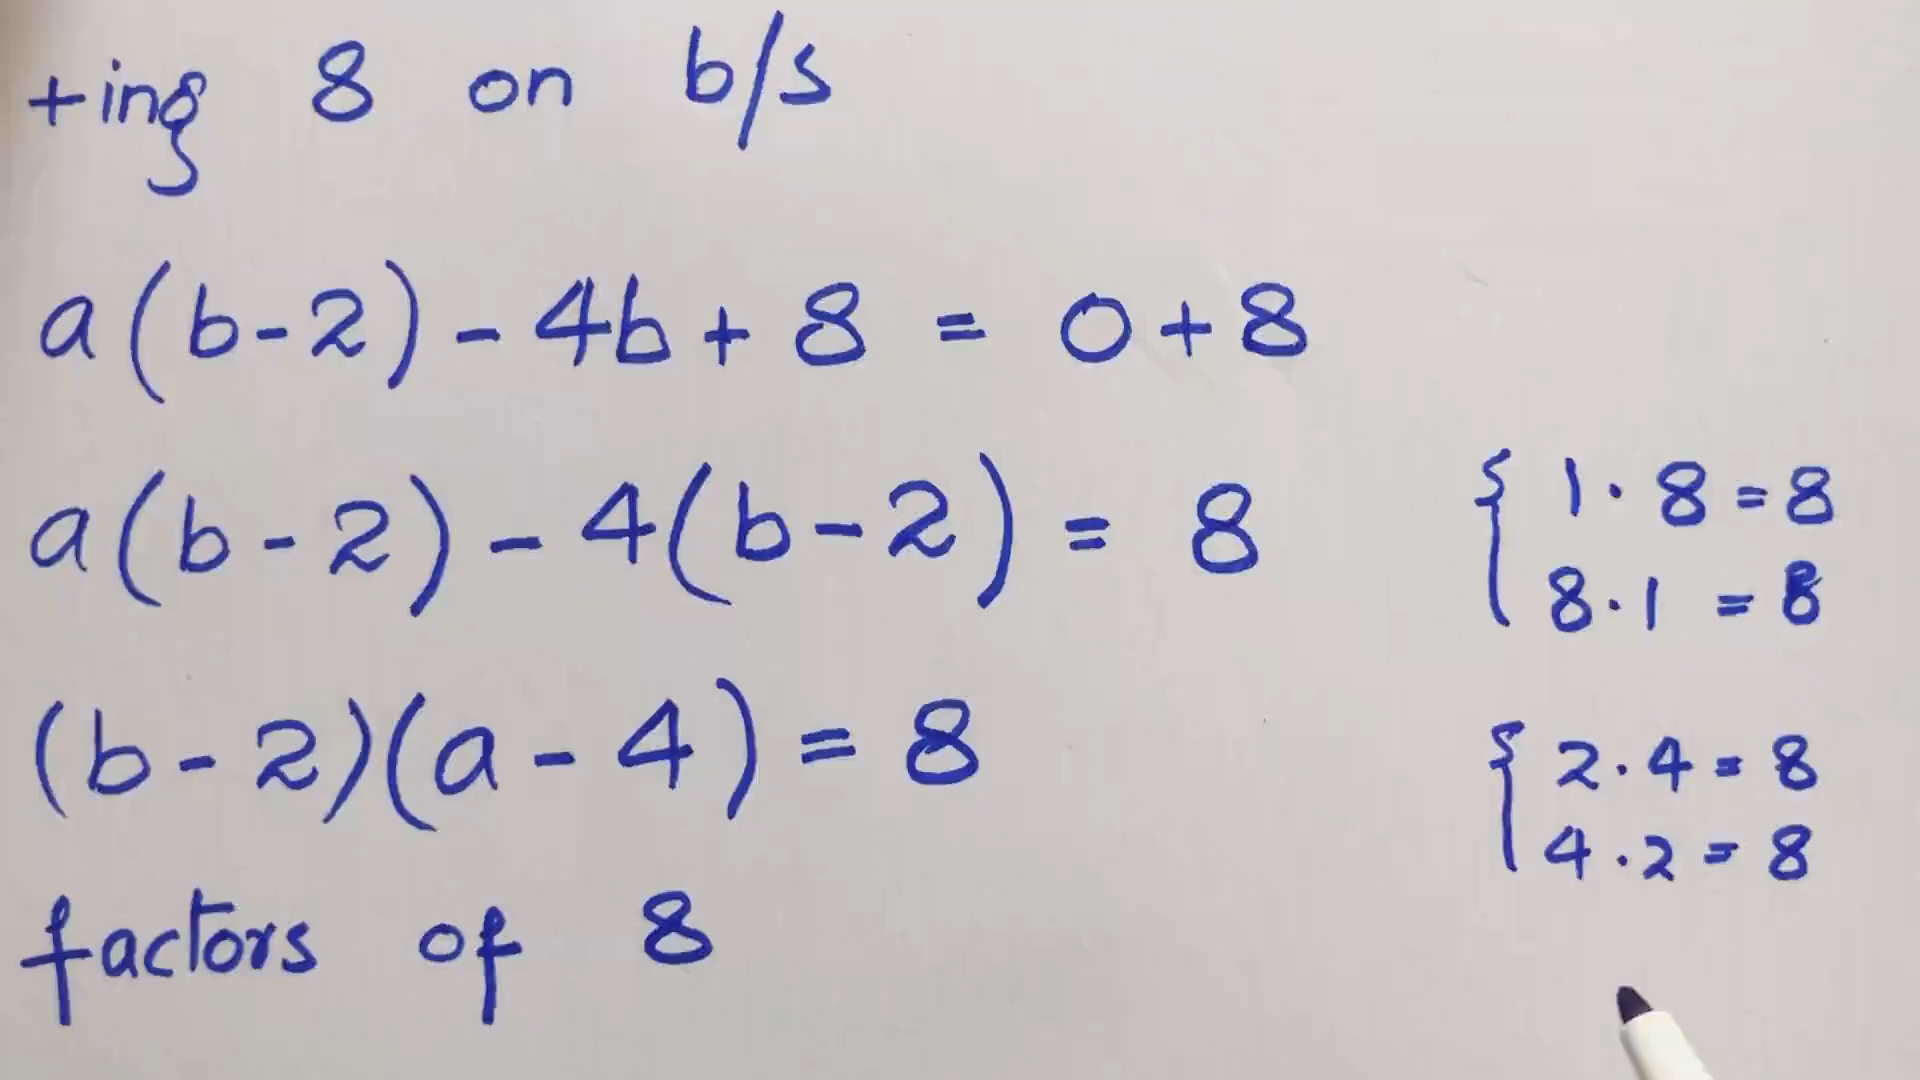 +ing 8 on b/s
a(b-2) - 4b + 8 = 0 + 8
a(b-2) - 4(b-2) = 8
(b-2)(a-4) = 8
factors of 8
{ 1 · 8 = 8
8 · 1 = 8
{ 2 · 4 = 8
4 · 2 = 8